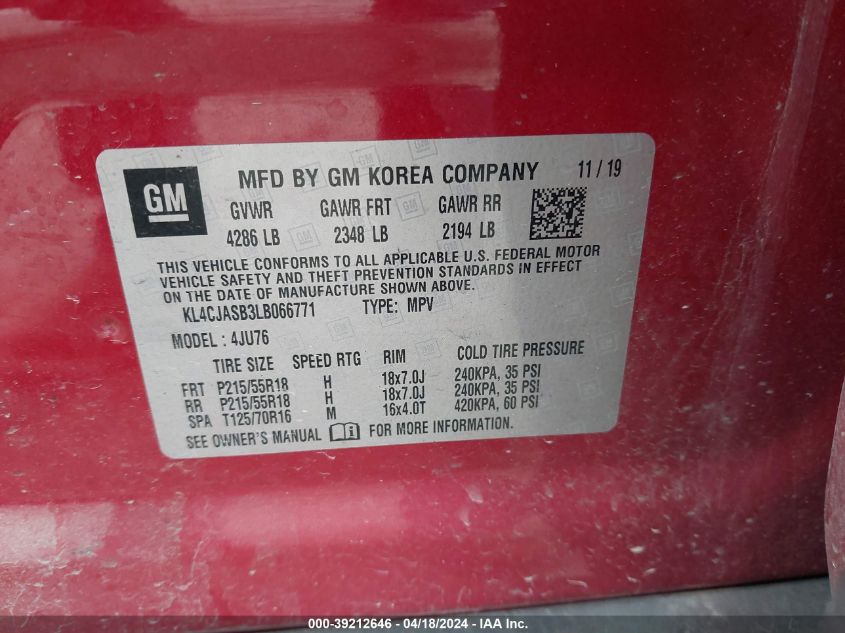 GM MFD BY GM KOREA COMPANY 11 / 19
GVWR GAWR FRT GAWR RR
4286 LB 2348 LB 2194 LB
THIS VEHICLE CONFORMS TO ALL APPLICABLE U.S. FEDERAL MOTOR
VEHICLE SAFETY AND THEFT PREVENTION STANDARDS IN EFFECT
ON THE DATE OF MANUFACTURE SHOWN ABOVE.
KL4CJASB3LB066771 TYPE: MPV
MODEL : 4JU76
TIRE SIZE SPEED RTG RIM COLD TIRE PRESSURE
FRT P215/55R18 H 18x7.0J 240KPA, 35 PSI
RR P215/55R18 H 18x7.0J 240KPA, 35 PSI
SPA T125/70R16 M 16x4.0T 420KPA, 60 PSI
SEE OWNER'S MANUAL FOR MORE INFORMATION.
000-39212646 - 04/18/2024 - IAAI.com